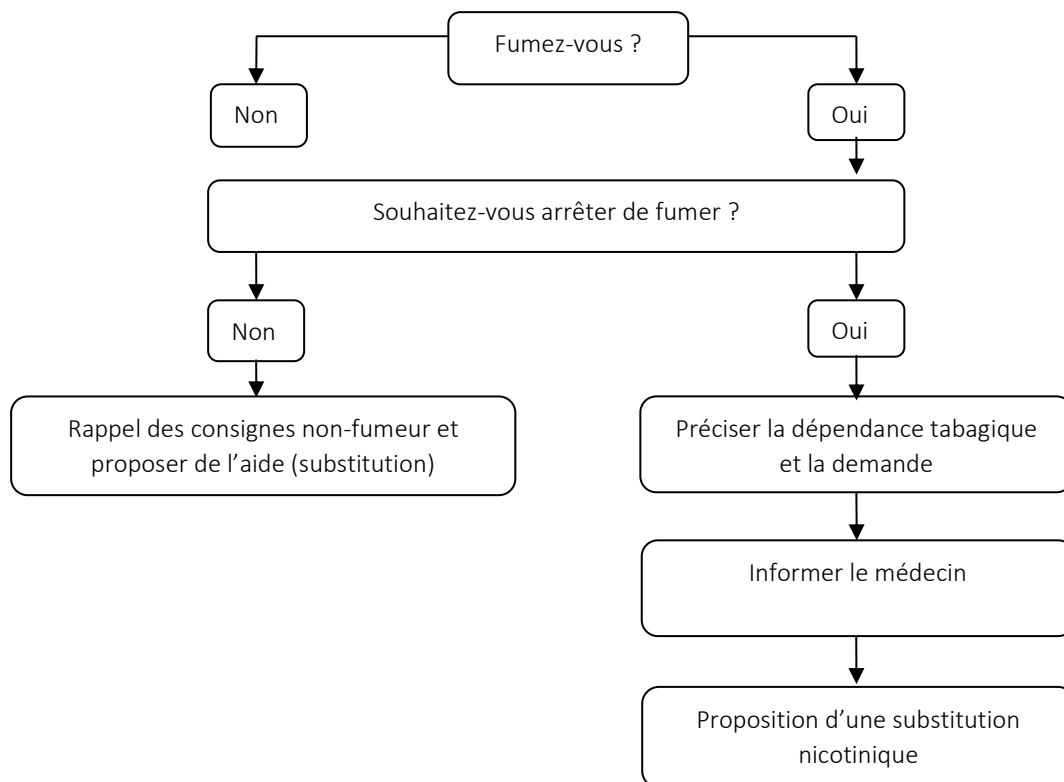 Fumez-vous ?
Non
Oui
Souhaitez-vous arrêter de fumer ?
Non
Oui
Rappel des consignes non-fumeur et
proposer de l’aide (substitution)
Préciser la dépendance tabagique
et la demande
Informer le médecin
Proposition d’une substitution
nicotinique